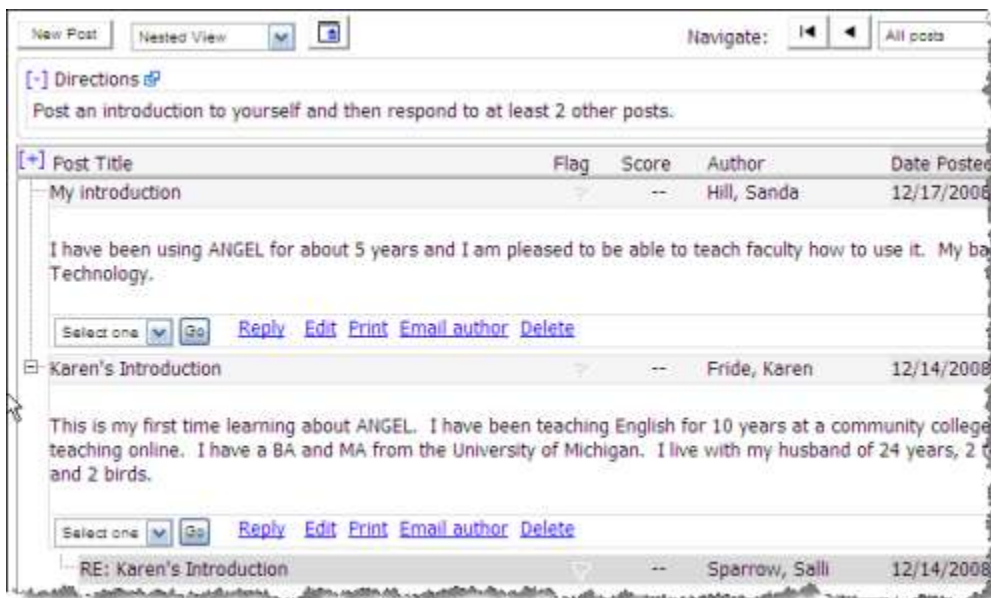 New Post Nested View Navigate: All posts
[-] Directions
Post an introduction to yourself and then respond to at least 2 other posts.
[+] Post Title Flag Score Author Date Posted
My introduction -- Hill, Sanda 12/17/2008
I have been using ANGEL for about 5 years and I am pleased to be able to teach faculty how to use it. My ba
Technology.
Select one Go Reply Edit Print Email author Delete
Karen's Introduction -- Fride, Karen 12/14/2008
This is my first time learning about ANGEL. I have been teaching English for 10 years at a community college
teaching online. I have a BA and MA from the University of Michigan. I live with my husband of 24 years, 2
and 2 birds.
Select one Go Reply Edit Print Email author Delete
RE: Karen's Introduction -- Sparrow, Salli 12/14/2008